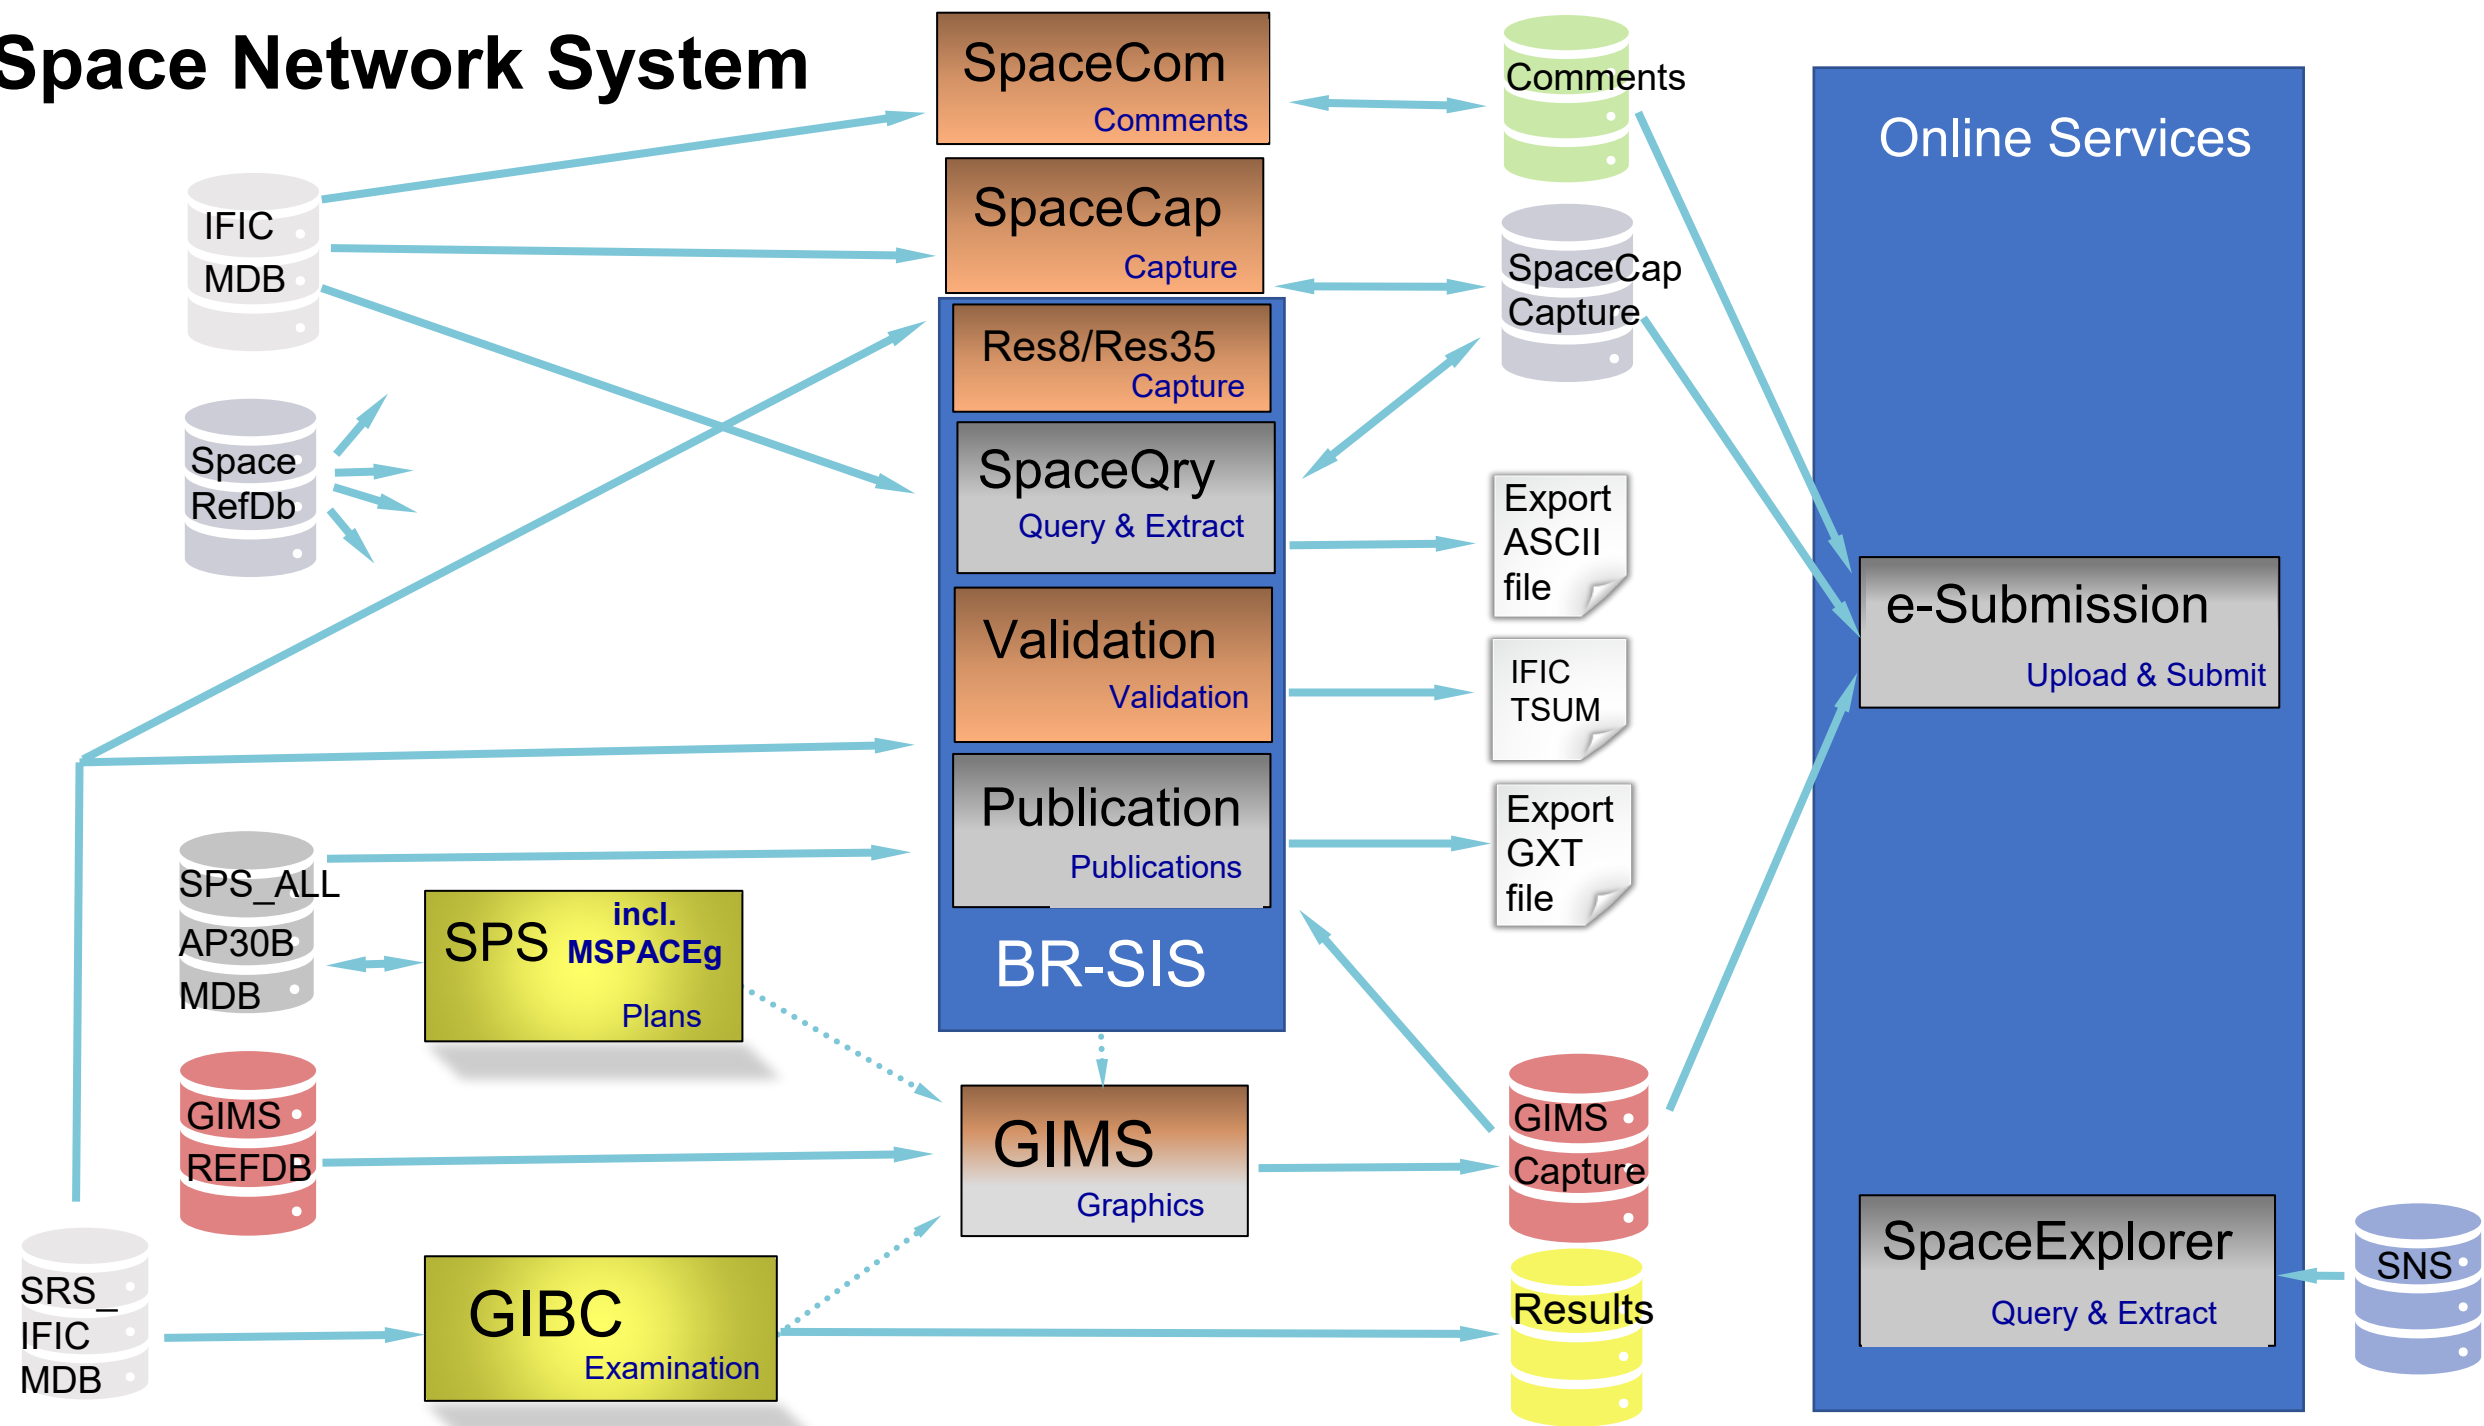 Space Network System
SpaceCom
Comments
Comments
Online Services
SpaceCap
Capture
IFIC
MDB
SpaceCap
Capture
Res8/Res35
Capture
Space
RefDb
SpaceQry
Query & Extract
Export
ASCII
file
e-Submission
Upload & Submit
Validation
Validation
IFIC
TSUM
Publication
Publications
Export
GXT
file
SPS_ALL
AP30B
MDB
SPS
incl.
MSPACEg
Plans
BR-SIS
GIMS
REFDB
GIMS
Graphics
GIMS
Capture
SpaceExplorer
Query & Extract
SNS
SRS_
IFIC
MDB
GIBC
Examination
Results